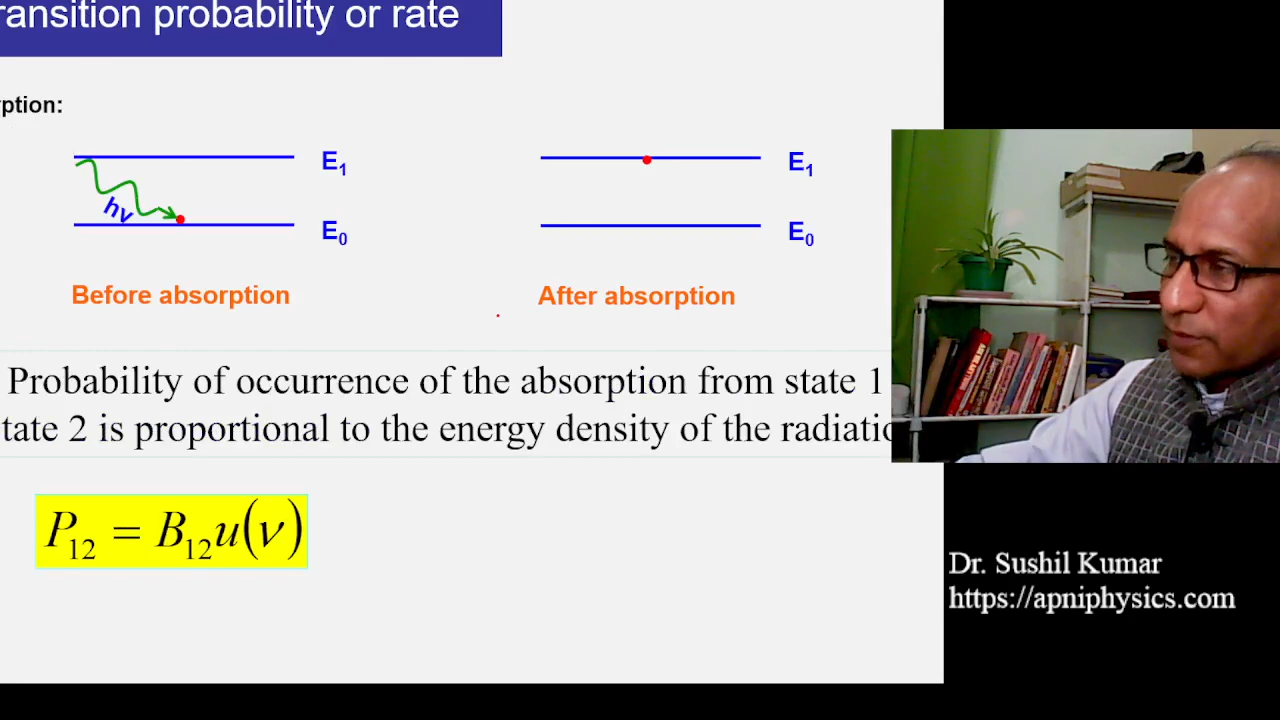 ransition probability or rate
ption:
E1
hν
E0
E1
E0
Before absorption
After absorption
Probability of occurrence of the absorption from state 1
tate 2 is proportional to the energy density of the radiatio
P12 = B12u(ν)
Dr. Sushil Kumar
https://apniphysics.com